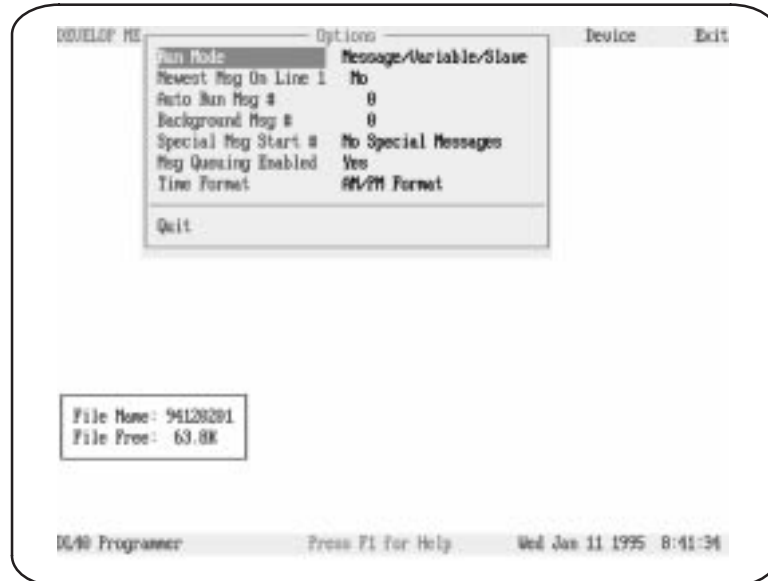 DEVELOP ME Options Device Exit
Run Mode Message/Variable/Slave
Newest Msg On Line 1 No
Auto Run Msg # 0
Background Msg # 0
Special Msg Start # No Special Messages
Msg Queuing Enabled Yes
Time Format AM/PM Format
Quit
File Name: 94120201
File Free: 63.8K
DL40 Programmer Press F1 for Help Wed Jan 11 1995 8:41:34